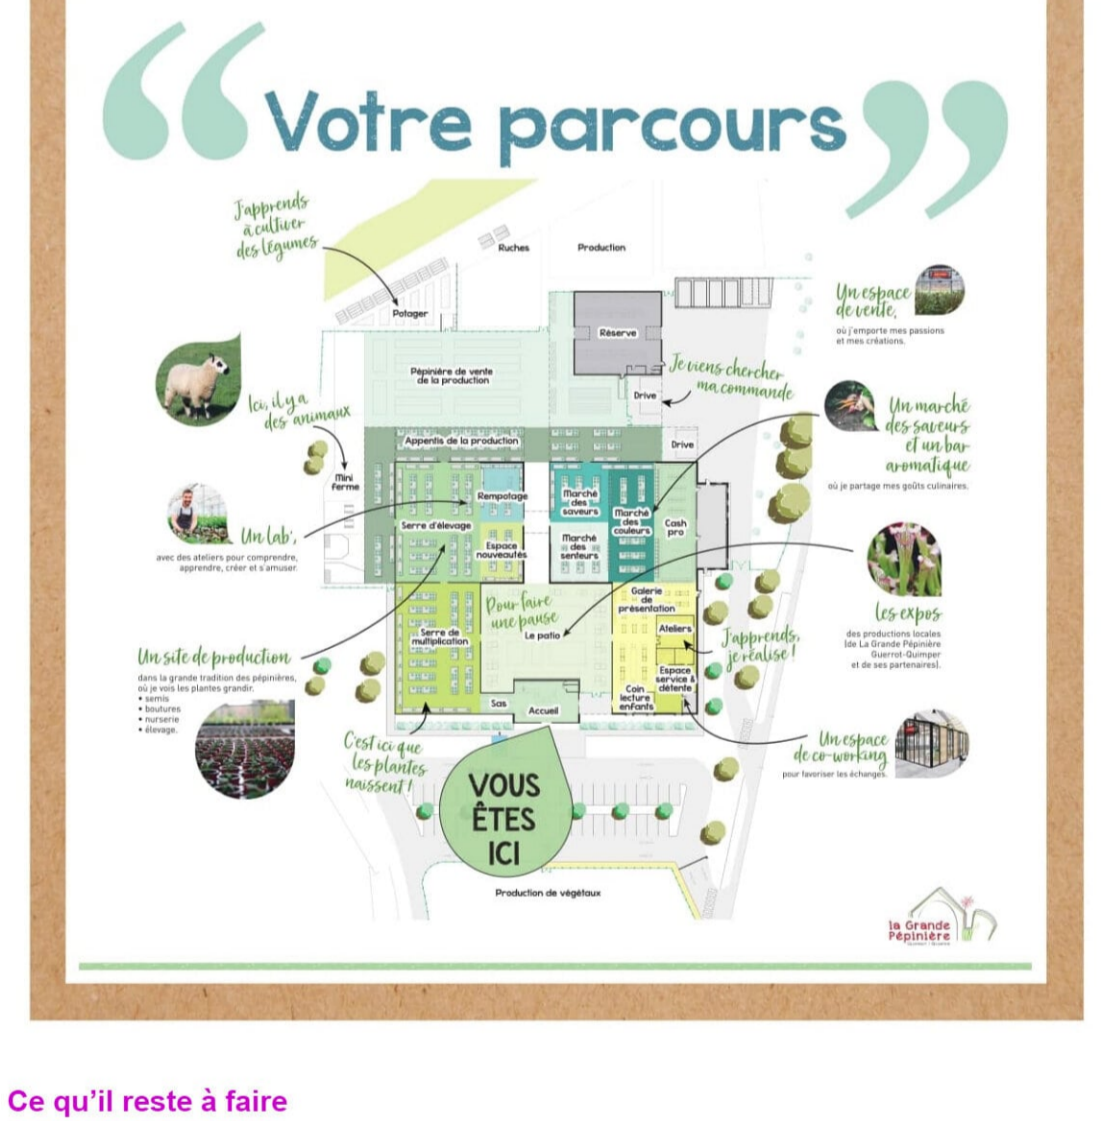 Votre parcours
J'apprends
à cultiver
des légumes
Ruches
Production
Potager
Un espace
de vente,
où j'emporte mes passions
et mes créations.
Réserve
Pépinière de vente
de la production
Je viens chercher
ma commande
Drive
Ici, il y a
des animaux
Un marché
des saveurs
et un bar
aromatique
où je partage mes goûts culinaires.
Appentis de la production
Drive
Mini
ferme
Rempotage
Marché
des
saveurs
Marché
des
couleurs
Cash
pro
Serre d'élevage
Espace
nouveautés
Marché
des
senteurs
Un lab',
avec des ateliers pour comprendre,
apprendre, créer et s'amuser.
Galerie
de
présentation
Pour faire
une pause
Le patio
Ateliers
J'apprends,
je réalise !
les expos
des productions locales
(de La Grande Pépinière
Guerrot-Quimper
et de ses partenaires).
Serre de
multiplication
Un site de production
dans la grande tradition des pépinières,
où je vois les plantes grandir.
• semis
• boutures
• nurserie
• élevage.
Espace
service &
détente
Coin
lecture
enfants
Sas
Accueil
C'est ici que
les plantes
naissent !
Un espace
de co-working
pour favoriser les échanges.
VOUS
ÊTES
ICI
Production de végétaux
la Grande
Pépinière
Ce qu'il reste à faire